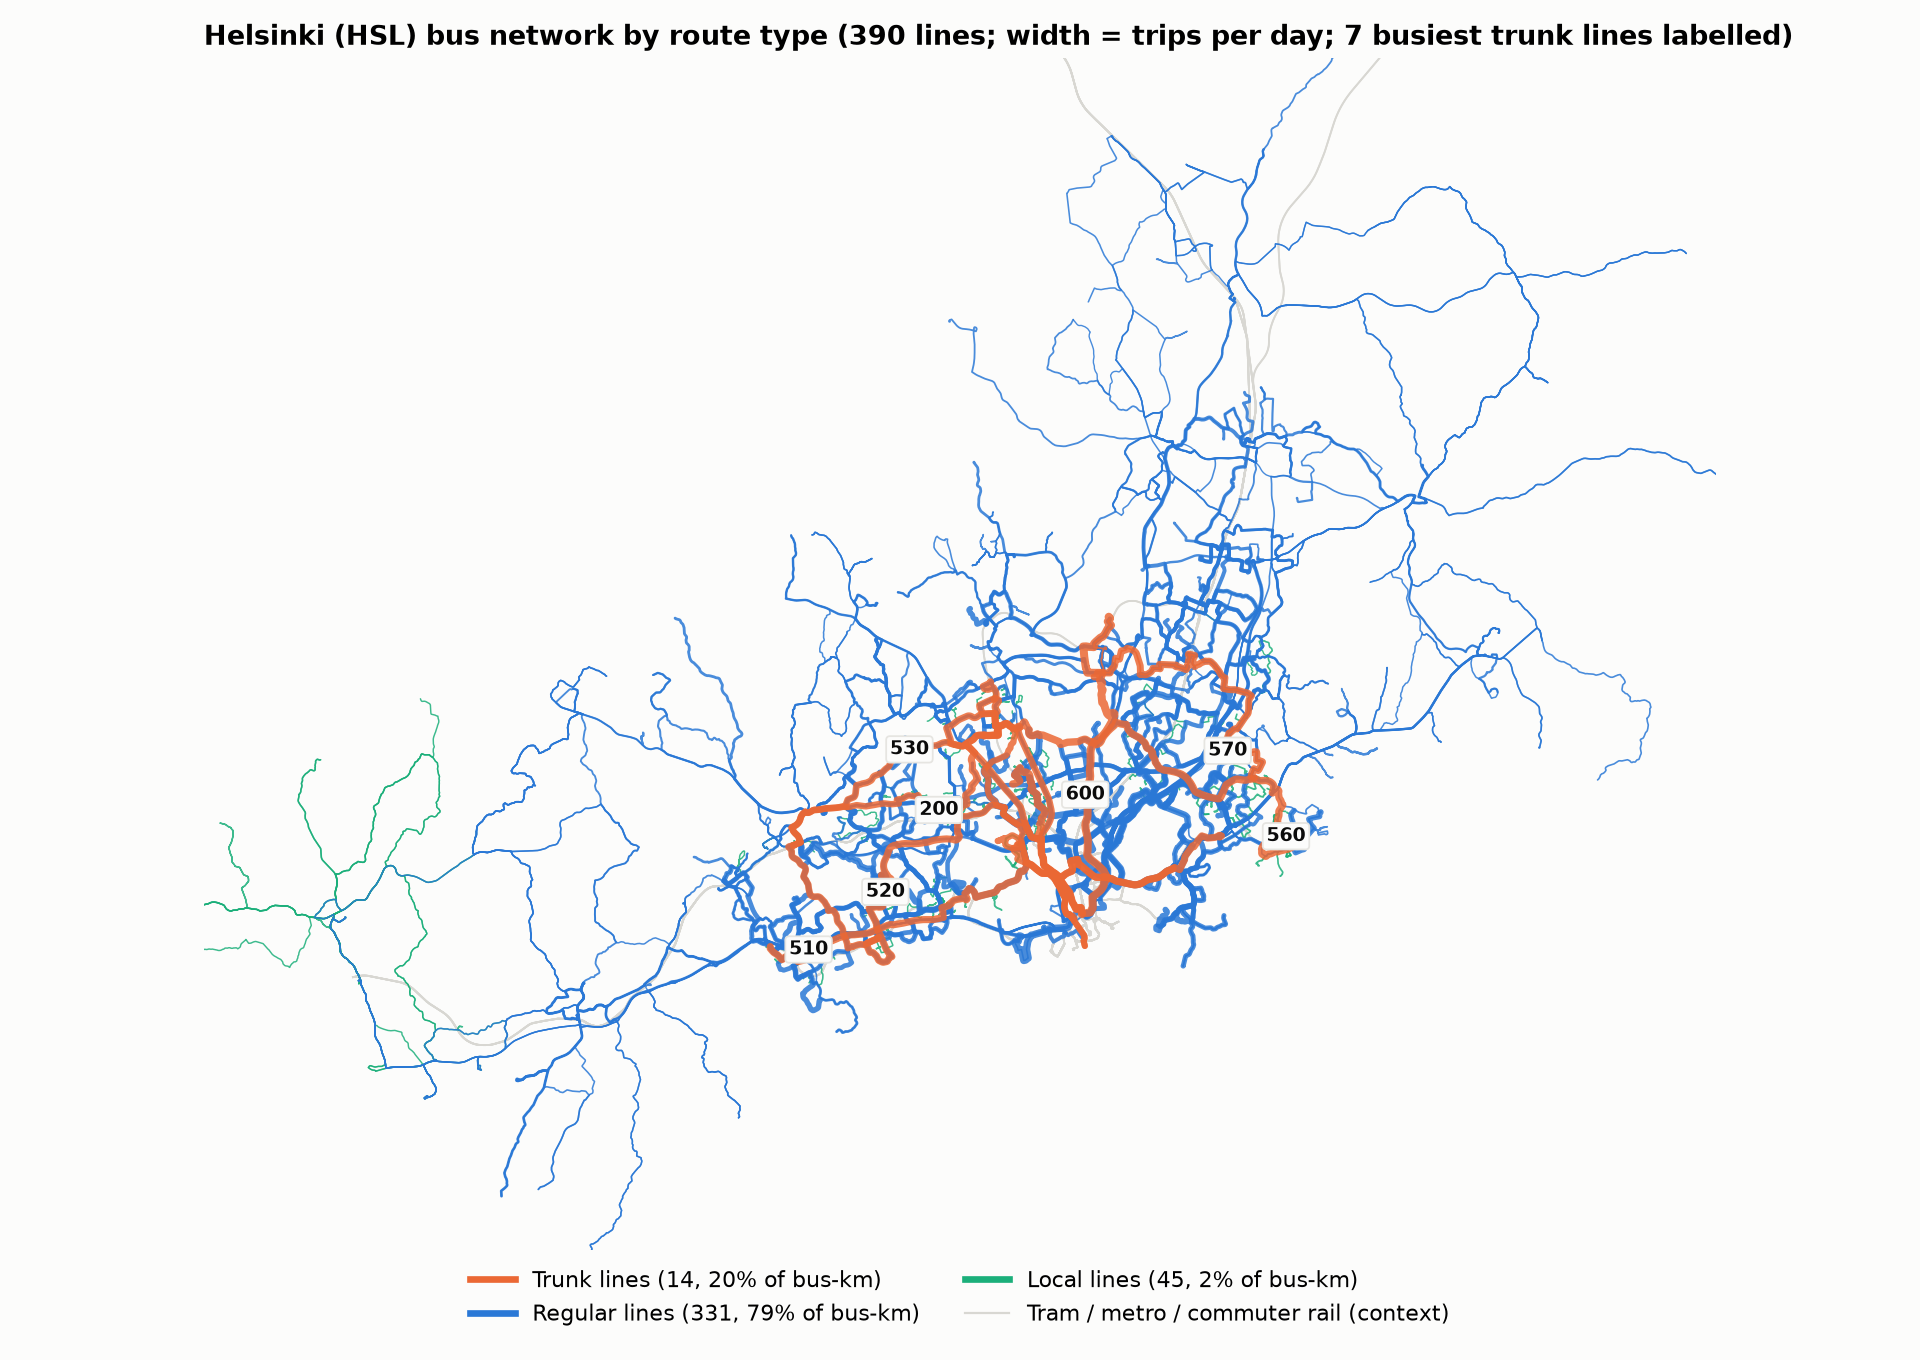 Helsinki (HSL) bus network by route type (390 lines; width = trips per day; 7 busiest trunk lines labelled)
530
570
600
200
560
520
510
Trunk lines (14, 20% of bus-km)
Regular lines (331, 79% of bus-km)
Local lines (45, 2% of bus-km)
Tram / metro / commuter rail (context)